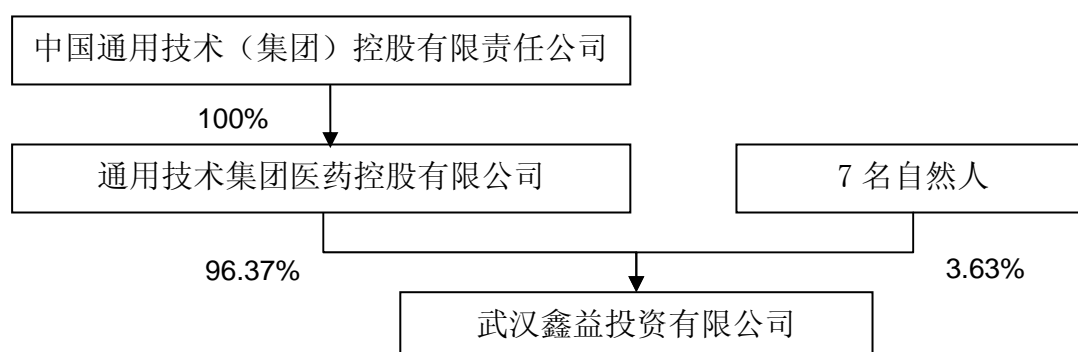 中国通用技术（集团）控股有限责任公司
100%
通用技术集团医药控股有限公司
7 名自然人
96.37%
3.63%
武汉鑫益投资有限公司